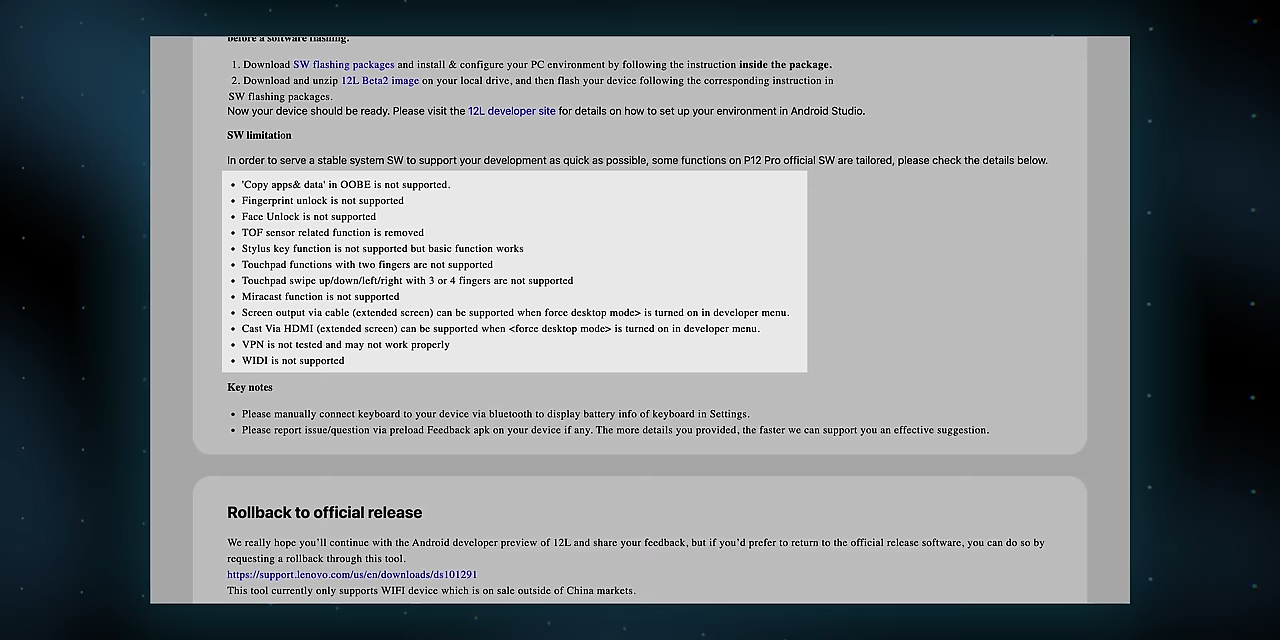 before a software flashing.
1. Download SW flashing packages and install & configure your PC environment by following the instruction inside the package.
2. Download and unzip 12L Beta2 image on your local drive, and then flash your device following the corresponding instruction in
SW flashing packages.
Now your device should be ready. Please visit the 12L developer site for details on how to set up your environment in Android Studio.
SW limitation
In order to serve a stable system SW to support your development as quick as possible, some functions on P12 Pro official SW are tailored, please check the details below.
• 'Copy apps& data' in OOBE is not supported.
• Fingerprint unlock is not supported
• Face Unlock is not supported
• TOF sensor related function is removed
• Stylus key function is not supported but basic function works
• Touchpad functions with two fingers are not supported
• Touchpad swipe up/down/left/right with 3 or 4 fingers are not supported
• Miracast function is not supported
• Screen output via cable (extended screen) can be supported when force desktop mode> is turned on in developer menu.
• Cast Via HDMI (extended screen) can be supported when <force desktop mode> is turned on in developer menu.
• VPN is not tested and may not work properly
• WIDI is not supported
Key notes
• Please manually connect keyboard to your device via bluetooth to display battery info of keyboard in Settings.
• Please report issue/question via preload Feedback apk on your device if any. The more details you provided, the faster we can support you an effective suggestion.
Rollback to official release
We really hope you'll continue with the Android developer preview of 12L and share your feedback, but if you'd prefer to return to the official release software, you can do so by
requesting a rollback through this tool.
https://support.lenovo.com/us/en/downloads/ds101291
This tool currently only supports WIFI device which is on sale outside of China markets.